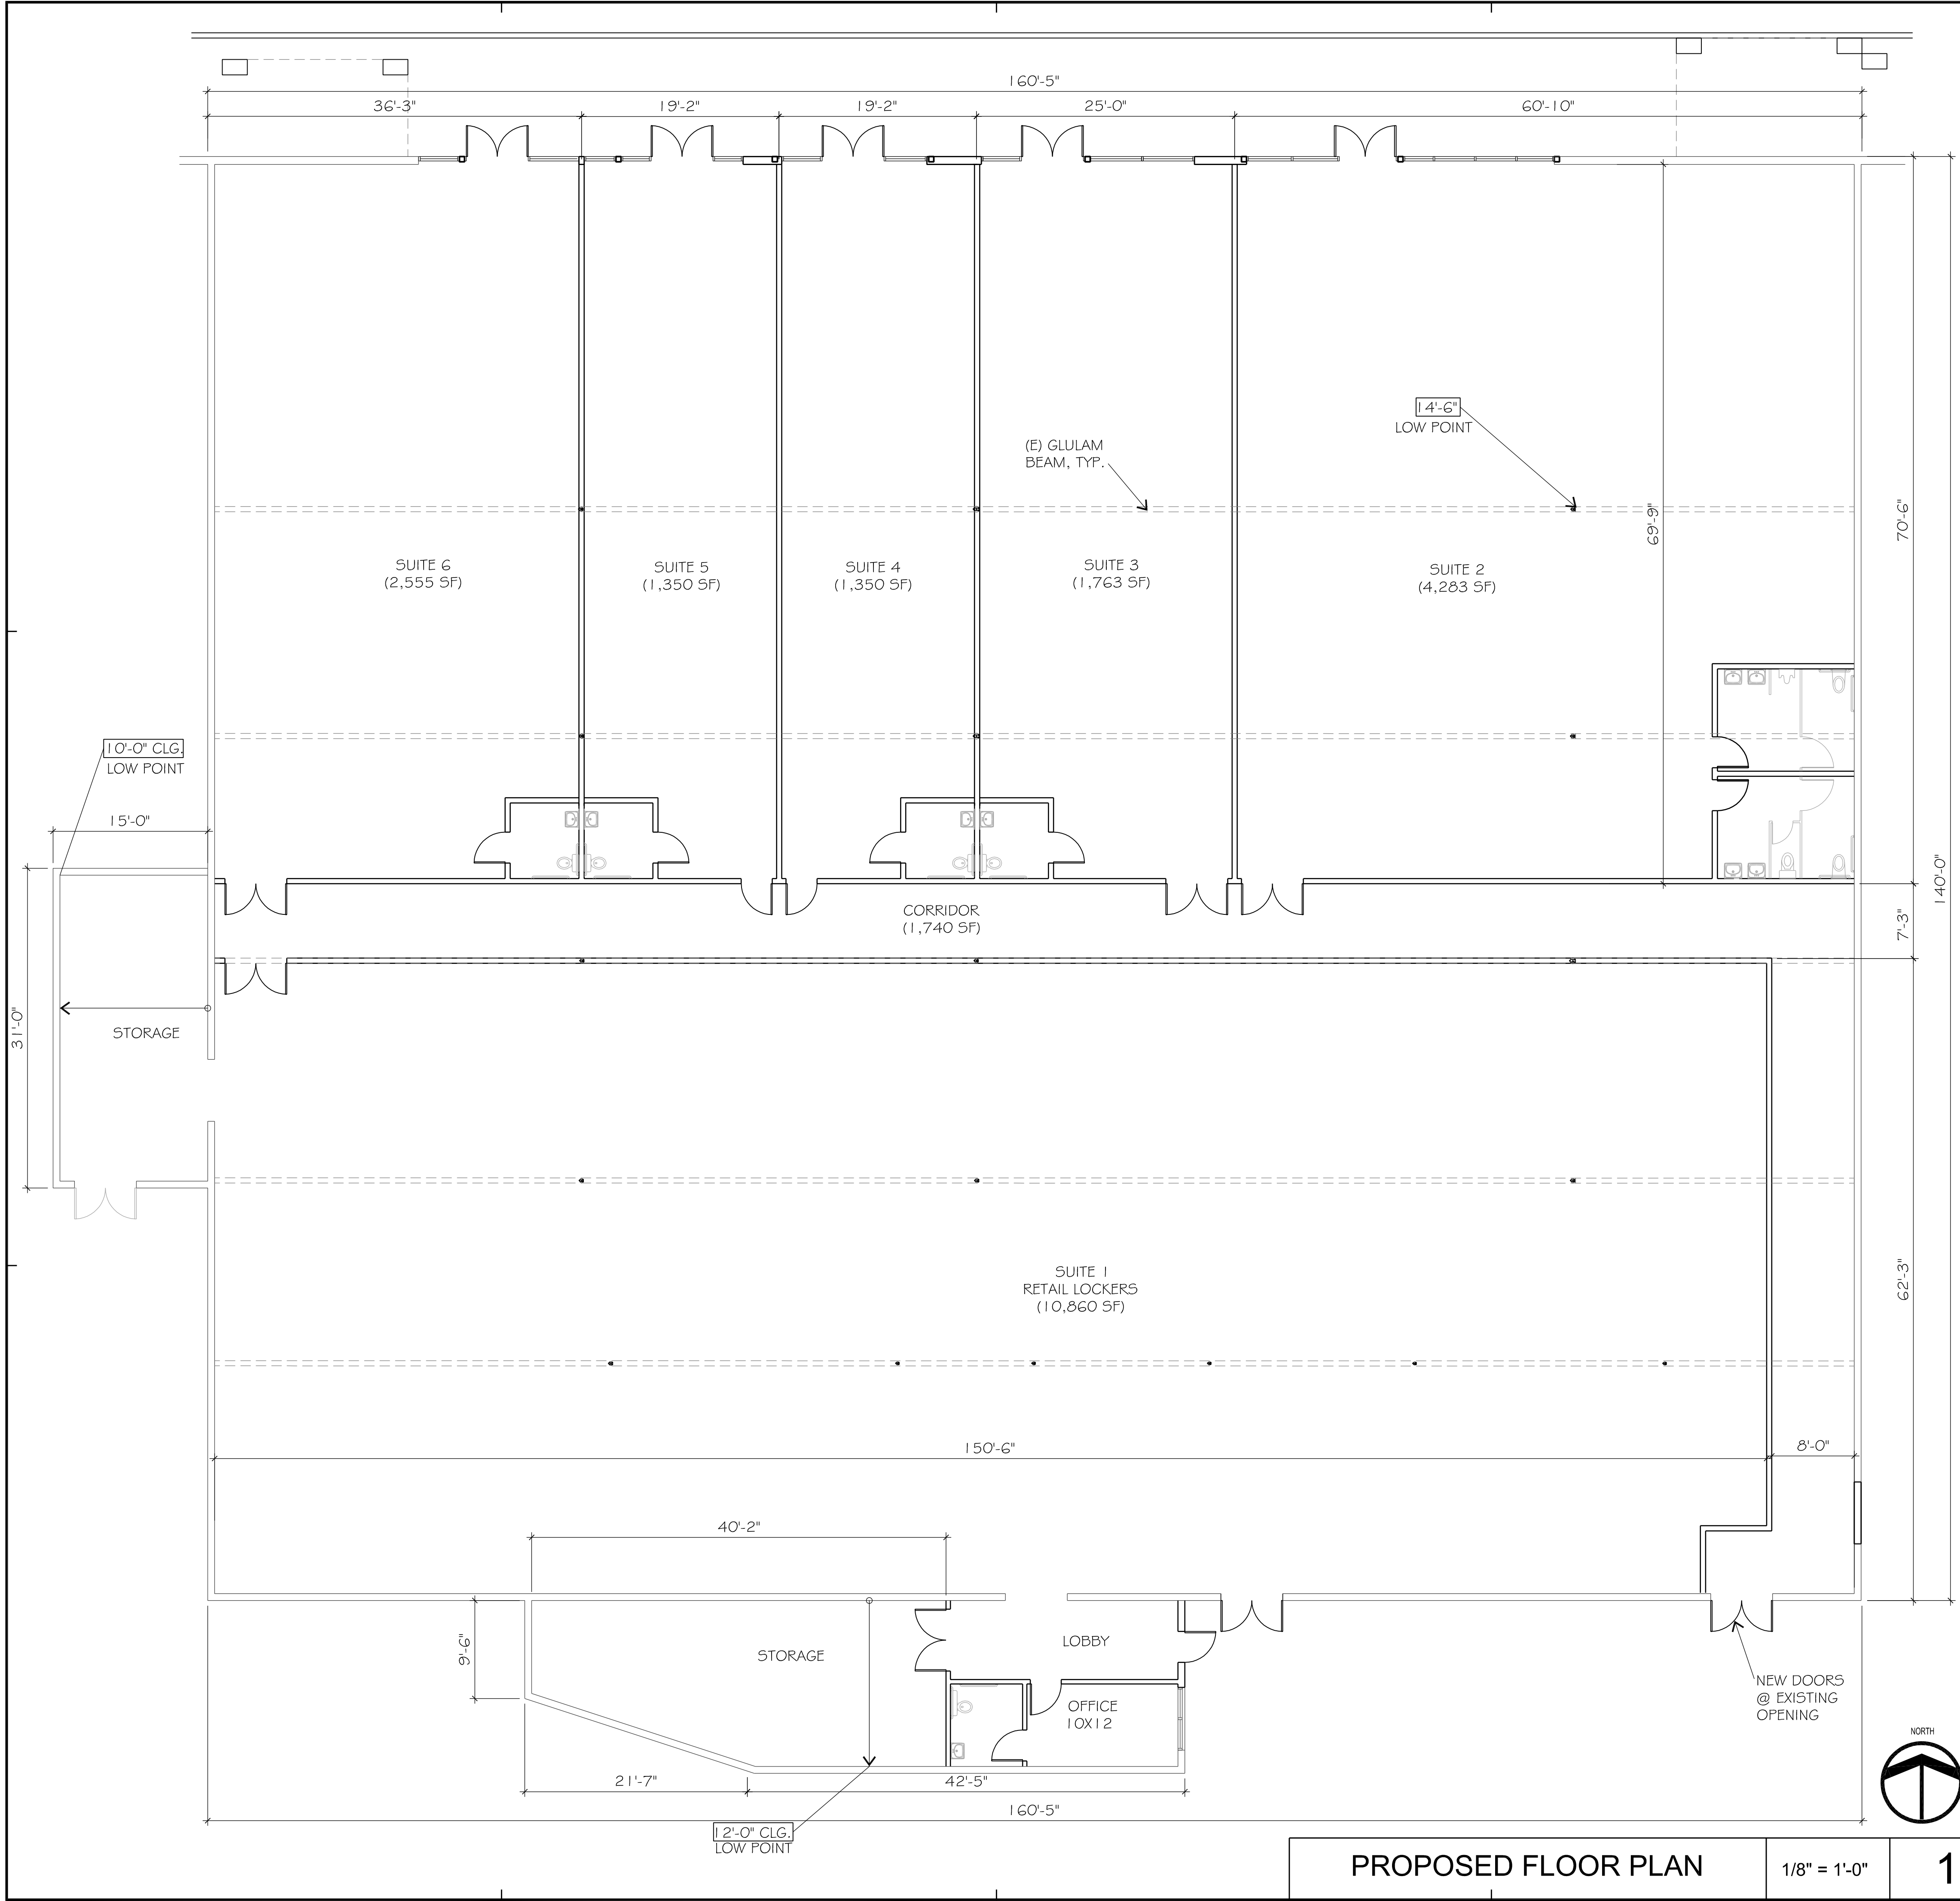 160'-5"
36'-3"
19'-2"
19'-2"
25'-0"
60'-10"
14'-6"
LOW POINT
(E) GLULAM
BEAM, TYP.
69'-9"
70'-6"
SUITE 6
(2,555 SF)
SUITE 5
(1,350 SF)
SUITE 4
(1,350 SF)
SUITE 3
(1,763 SF)
SUITE 2
(4,283 SF)
10'-0" CLG.
LOW POINT
15'-0"
140'-0"
CORRIDOR
(1,740 SF)
7'-3"
31'-0"
STORAGE
62'-3"
SUITE 1
RETAIL LOCKERS
(10,860 SF)
150'-6"
8'-0"
40'-2"
9'-6"
STORAGE
LOBBY
OFFICE
10X12
NEW DOORS
@ EXISTING
OPENING
NORTH
21'-7"
42'-5"
160'-5"
12'-0" CLG.
LOW POINT
PROPOSED FLOOR PLAN
1/8" = 1'-0"
1